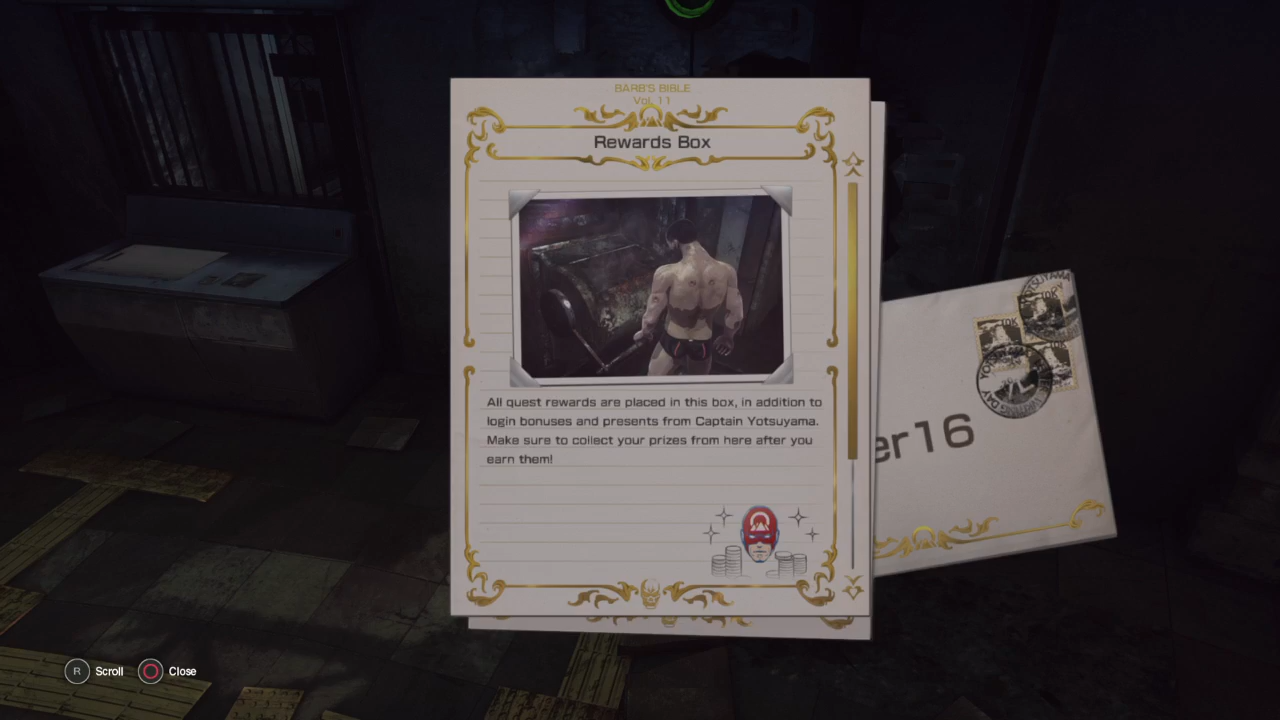 BARB'S BIBLE
Vol. 11
Rewards Box
All quest rewards are placed in this box, in addition to
login bonuses and presents from Captain Yotsuyama.
Make sure to collect your prizes from here after you
earn them!
er16
R Scroll Close